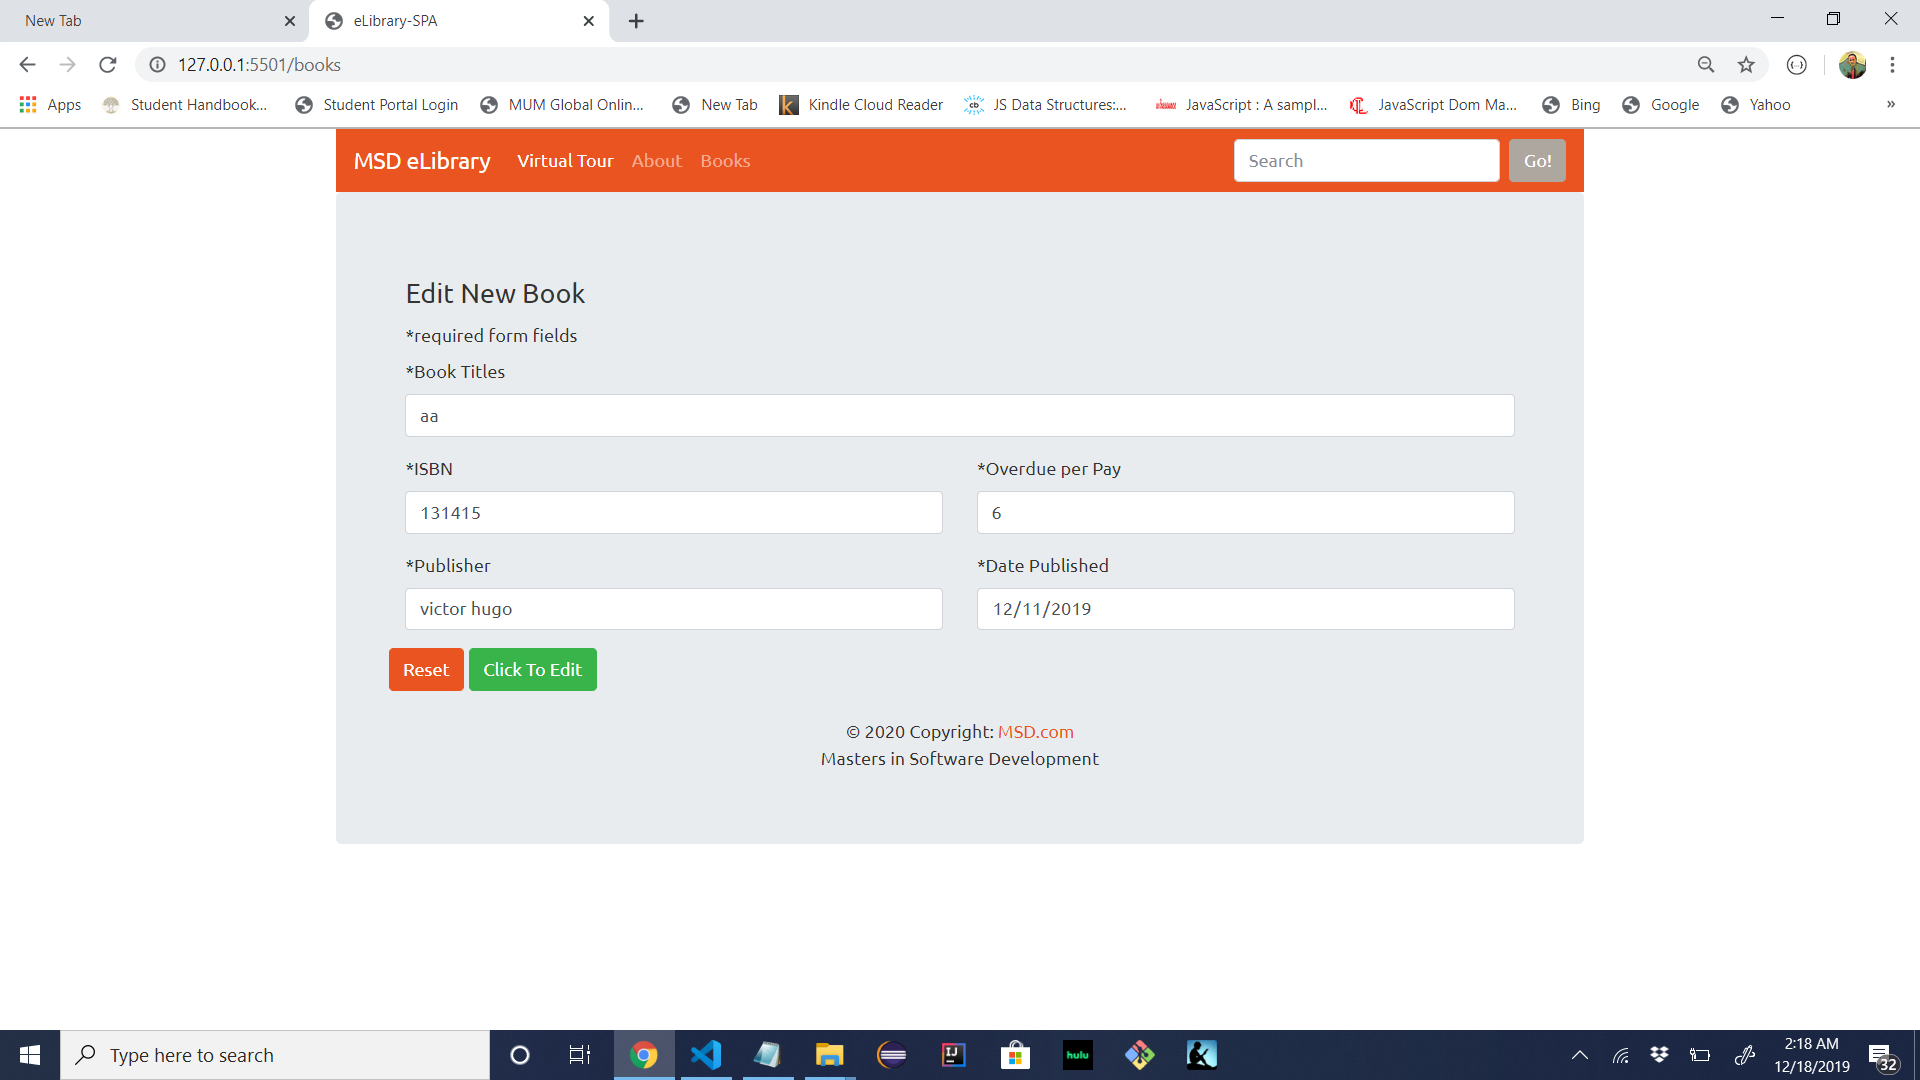 New Tab
eLibrary-SPA
127.0.0.1:5501/books
Apps
Student Handbook...
Student Portal Login
MUM Global Onlin...
New Tab
Kindle Cloud Reader
JS Data Structures:...
JavaScript : A sampl...
JavaScript Dom Ma...
Bing
Google
Yahoo
»
MSD eLibrary
Virtual Tour
About
Books
Search
Go!
Edit New Book
*required form fields
*Book Titles
aa
*ISBN
*Overdue per Pay
131415
6
*Publisher
*Date Published
victor hugo
12/11/2019
Reset
Click To Edit
© 2020 Copyright: MSD.com
Masters in Software Development
Type here to search
IJ
hulu
2:18 AM
12/18/2019
32